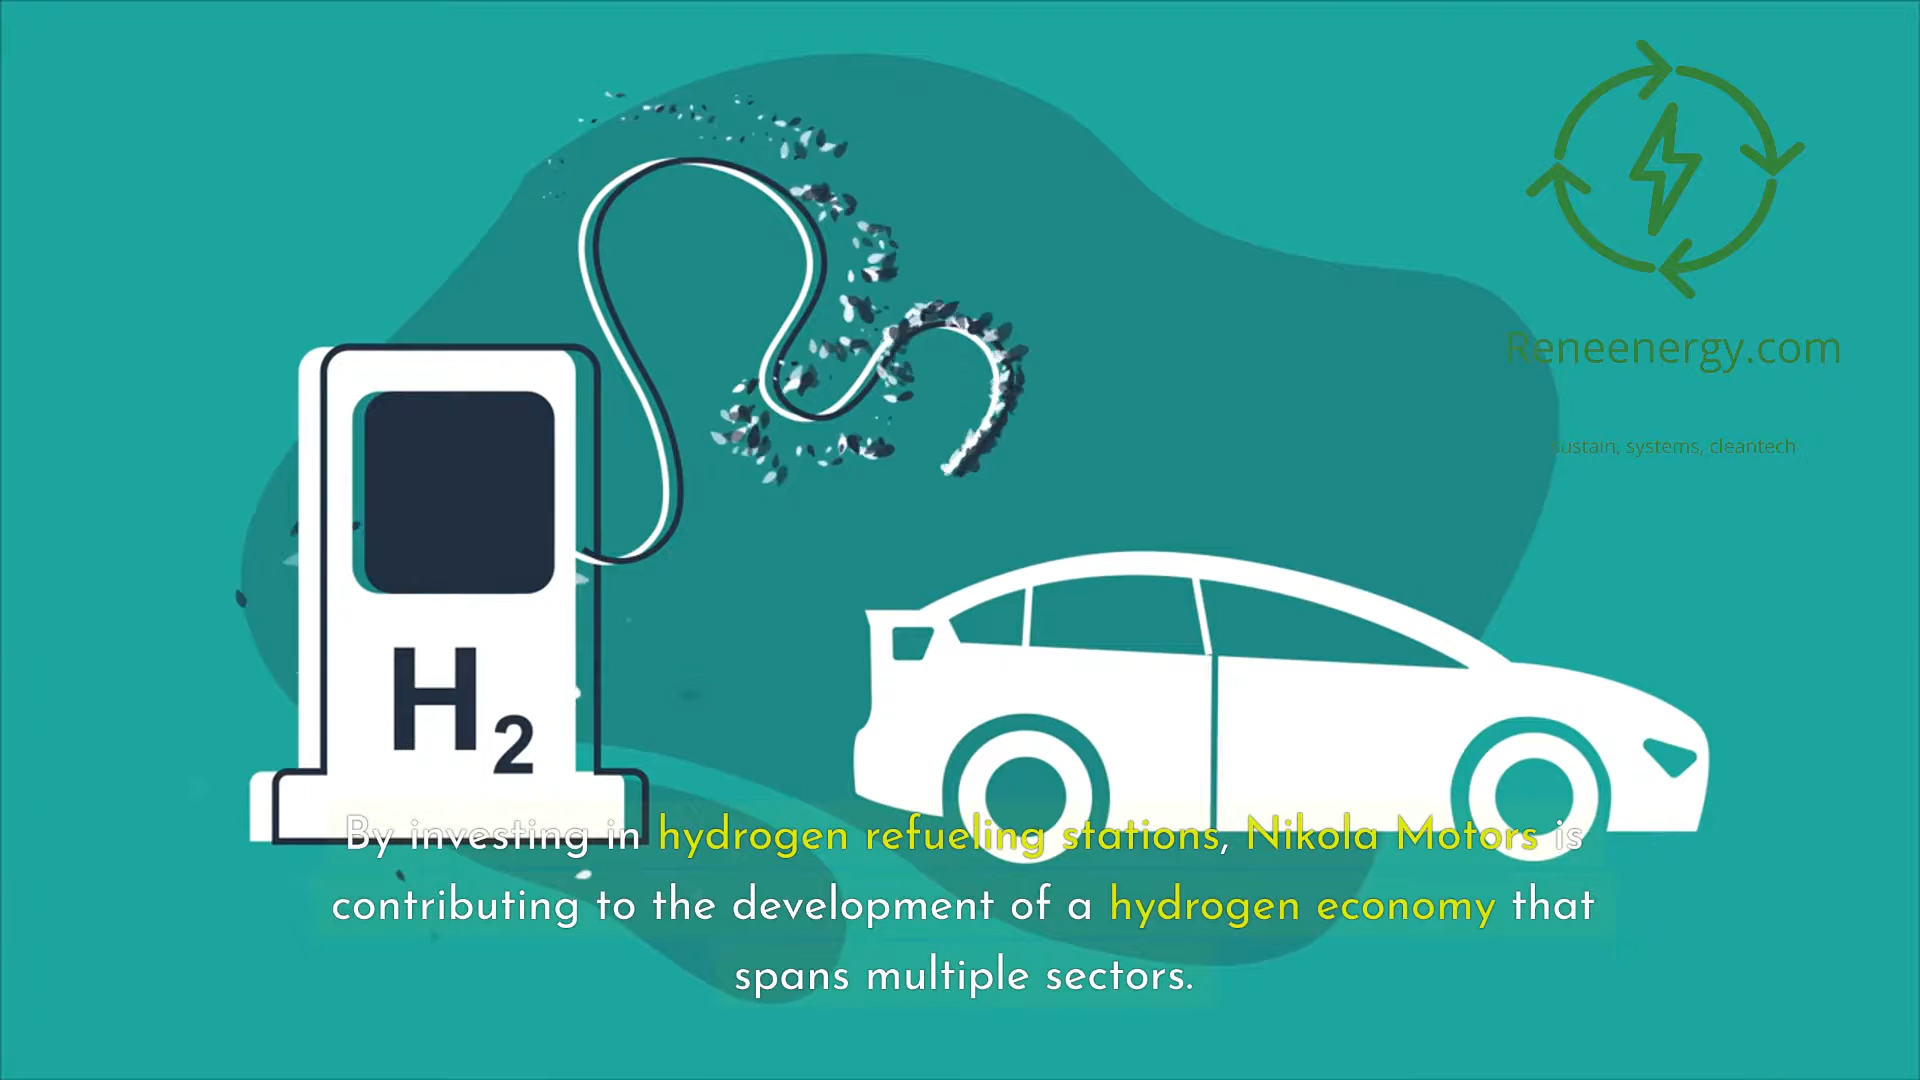 Reneenergy.com
sustain, systems, cleantech
H2
By investing in hydrogen refueling stations, Nikola Motors is
contributing to the development of a hydrogen economy that
spans multiple sectors.